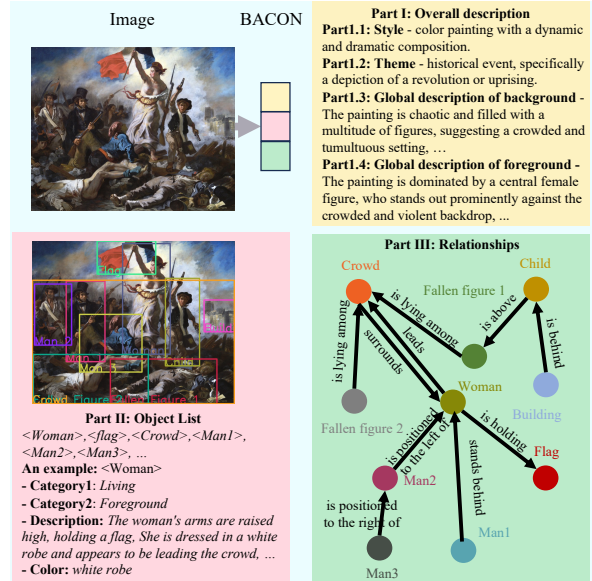 Image
BACON
Part I: Overall description
Part1.1: Style - color painting with a dynamic
and dramatic composition.
Part1.2: Theme - historical event, specifically
a depiction of a revolution or uprising.
Part1.3: Global description of background -
The painting is chaotic and filled with a
multitude of figures, suggesting a crowded and
tumultuous setting, …
Part1.4: Global description of foreground -
The painting is dominated by a central female
figure, who stands out prominently against the
crowded and violent backdrop, ...
Flag
Man 2
Man 3
Child
Crowd
Figure 2
Figure 1
Part II: Object List
<Woman>,<flag>,<Crowd>,<Man1>,
<Man2>,<Man3>, ...
An example: <Woman>
- Category1: Living
- Category2: Foreground
- Description: The woman's arms are raised
high, holding a flag, She is dressed in a white
robe and appears to be leading the crowd, …
- Color: white robe
Part III: Relationships
Crowd
Child
Fallen figure 1
is lying among
is above
is lying among
surrounds
leads
is behind
Woman
Building
Fallen figure 2
is positioned
to the left of
is holding
Flag
stands behind
Man2
is positioned
to the right of
Man1
Man3